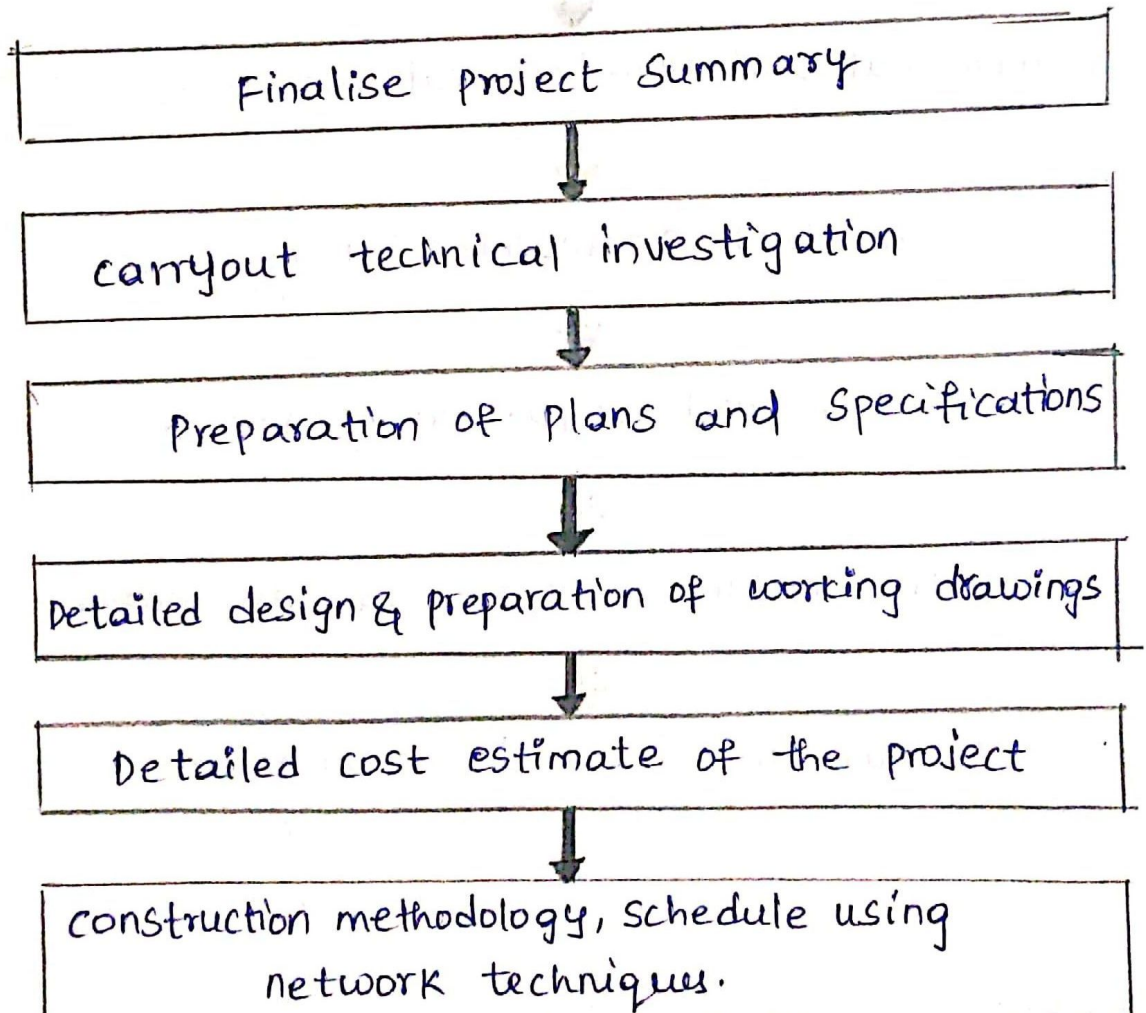 Finalise project Summary
carryout technical investigation
Preparation of plans and Specifications
Detailed design & preparation of working drawings
Detailed cost estimate of the project
construction methodology, schedule using
network techniques.